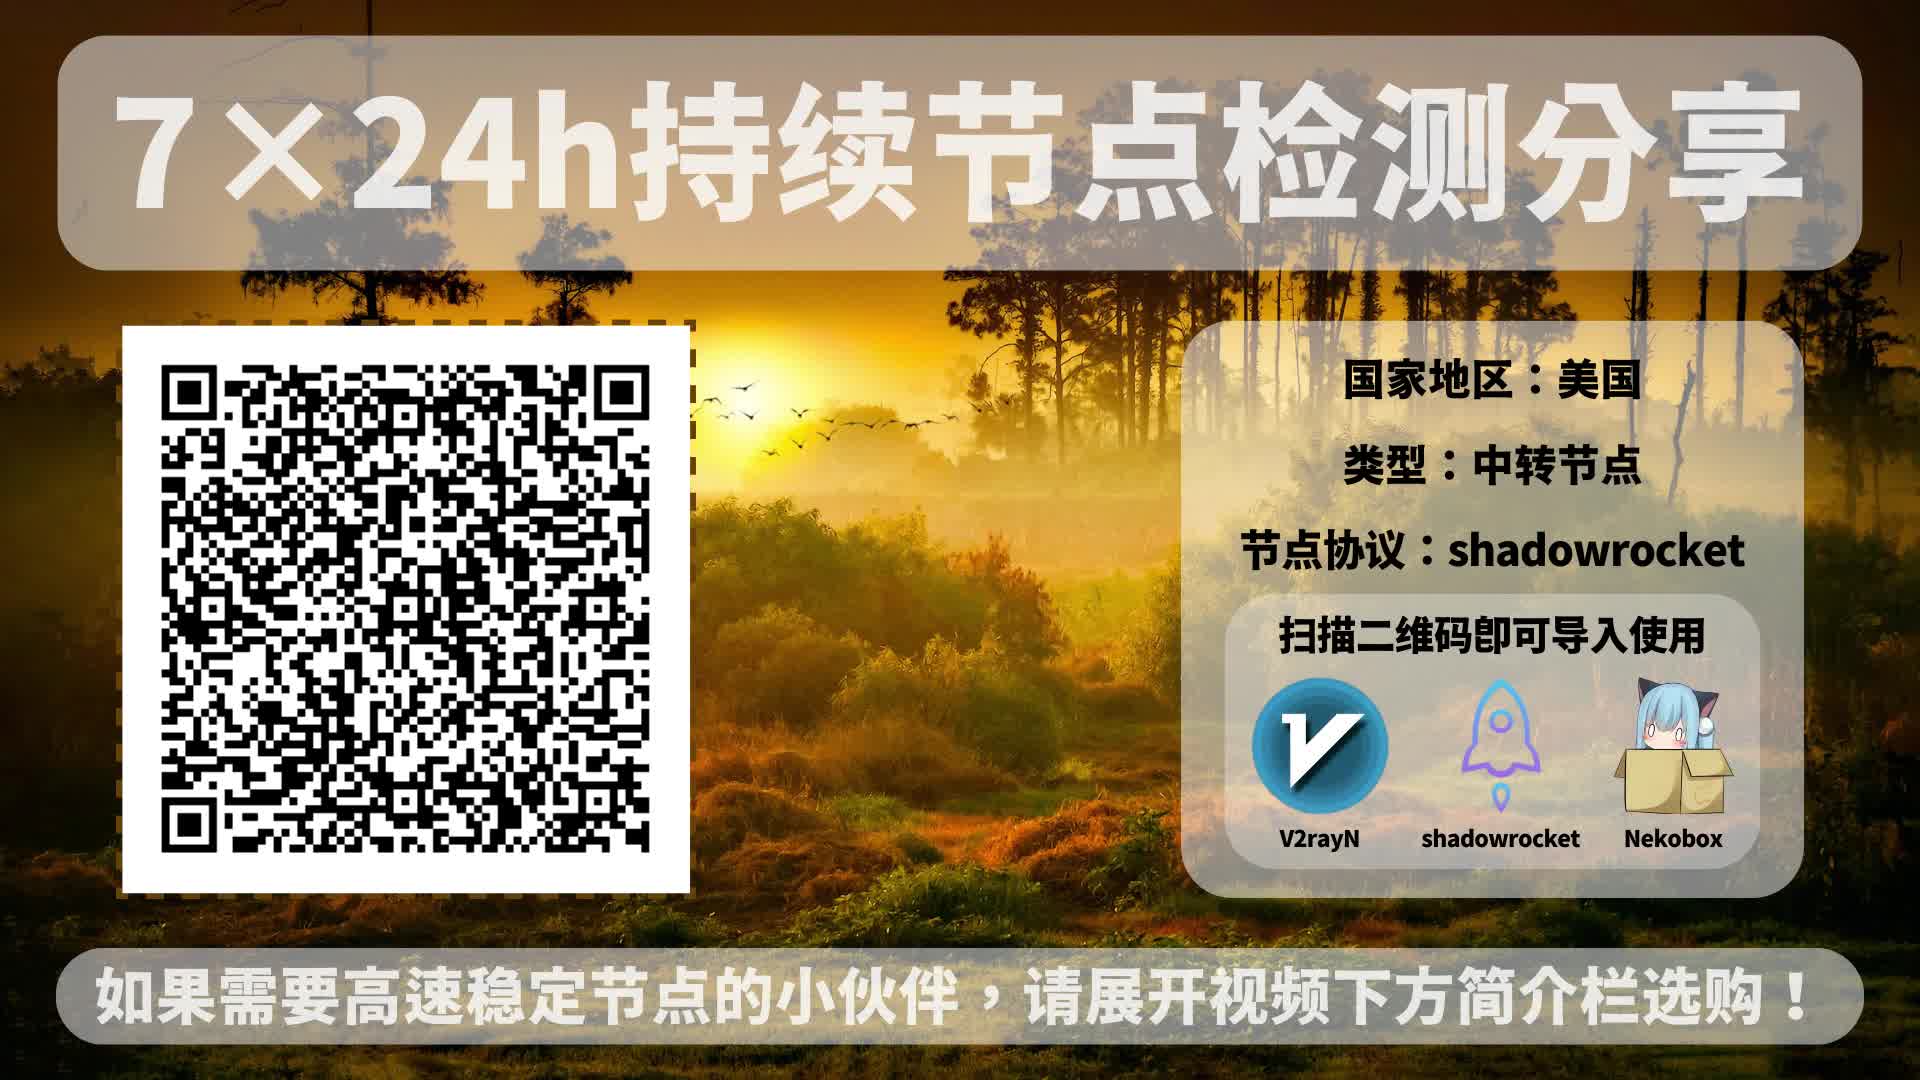 7×24h持续节点检测分享
国家地区：美国
类型：中转节点
节点协议：shadowrocket
扫描二维码即可导入使用
V2rayN
shadowrocket
Nekobox
如果需要高速稳定节点的小伙伴，请展开视频下方简介栏选购！